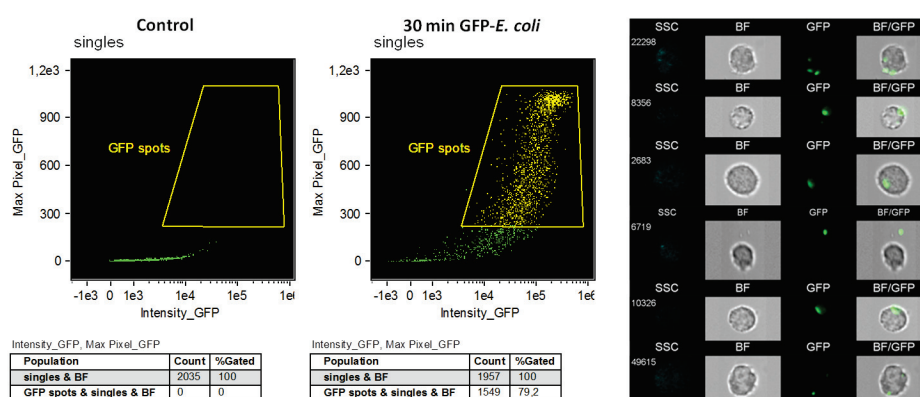 Control
singles
1,2e3
900
600
300
0
Max Pixel_GFP
GFP spots
-1e3 0 1e4 1e5 1e6
Intensity_GFP
Intensity_GFP, Max Pixel_GFP
Population Count %Gated
singles & BF 2035 100
GFP spots & singles & BF 0 0
30 min GFP-E. coli
singles
1,2e3
900
600
300
0
Max Pixel_GFP
GFP spots
-1e3 0 1e4 1e5 1e6
Intensity_GFP
Intensity_GFP, Max Pixel_GFP
Population Count %Gated
singles & BF 1957 100
GFP spots & singles & BF 1549 79,2
SSC BF GFP BF/GFP
22298
SSC BF GFP BF/GFP
8356
SSC BF GFP BF/GFP
2683
SSC BF GFP BF/GFP
6719
SSC BF GFP BF/GFP
10326
SSC BF GFP BF/GFP
49615